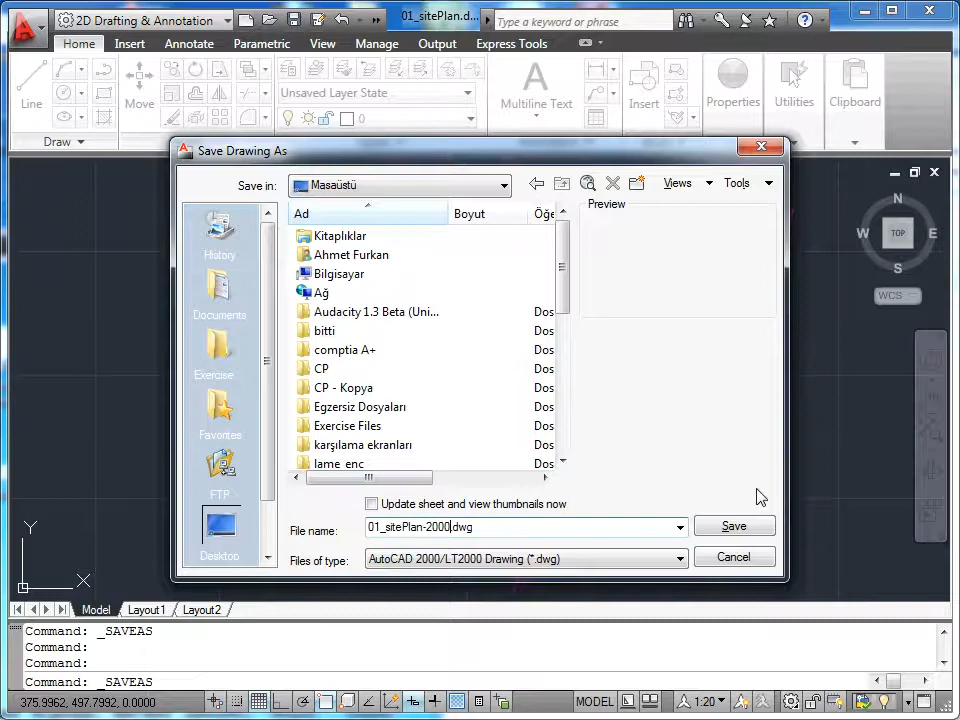 2D Drafting & Annotation
01_sitePlan.d...
Type a keyword or phrase
Home Insert Annotate Parametric View Manage Output Express Tools
Line
Move
Unsaved Layer State
0
Multiline Text
Insert
Properties
Utilities
Clipboard
Draw
Save Drawing As
Save in: Masaüstü Views Tools
Ad Boyut Öğe
Preview
Kitaplıklar
Ahmet Furkan
Bilgisayar
Ağ
Audacity 1.3 Beta (Uni... Dos
bitti Dos
comptia A+ Dos
CP Dos
CP - Kopya Dos
Egzersiz Dosyaları Dos
Exercise Files Dos
karşılama ekranları Dos
lame enc Dos
History
Documents
Exercise
Favorites
FTP
Desktop
Update sheet and view thumbnails now
File name: 01_sitePlan-2000.dwg Save
Files of type: AutoCAD 2000/LT2000 Drawing (*.dwg) Cancel
N
W TOP E
S
WCS
Y
X
Model Layout1 Layout2
Command: _SAVEAS
Command:
Command:
Command: _SAVEAS
375.9962, 497.7992, 0.0000 MODEL 1:20